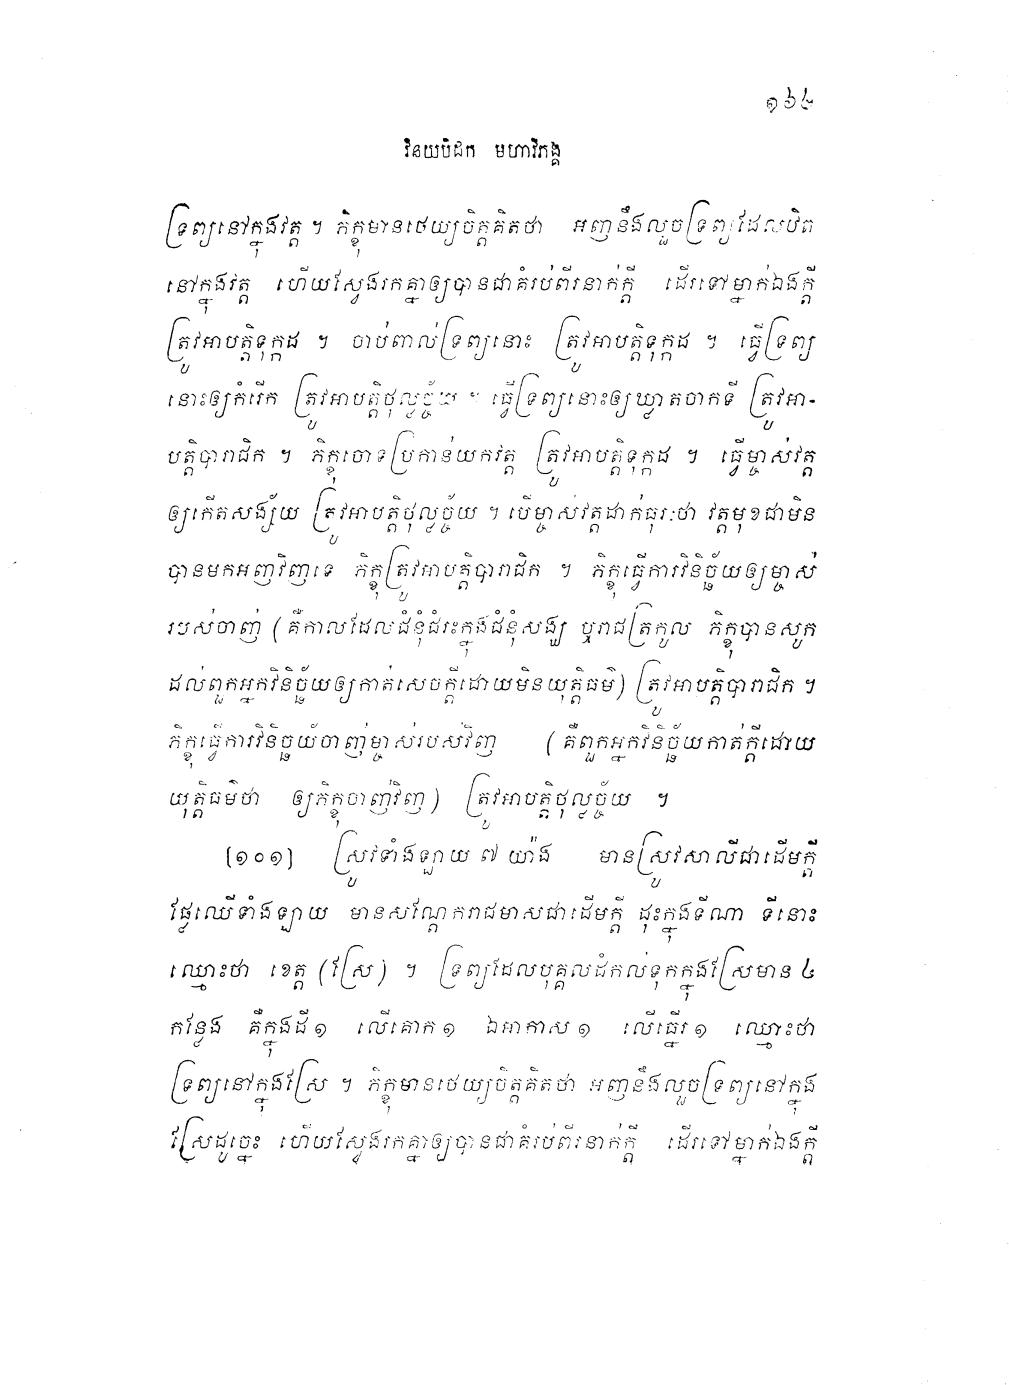 ១៦៤
វិនយបិដក មហាវិភង្គ
ទ្រព្យនៅក្នុងវត្ត ។ ភិក្ខុមានថេយ្យចិត្តគិតថា អញនឹងលួចទ្រព្យដែលឋិត
នៅក្នុងវត្ត ហើយស្វែងរកគ្នាឲ្យបានជាគំរប់ពីរនាក់ក្តី ដើរទៅម្នាក់ឯងក្តី
ត្រូវអាបត្តិទុក្កដ ។ ចាប់ពាល់ទ្រព្យនោះ ត្រូវអាបត្តិទុក្កដ ។ ធ្វើទ្រព្យ
នោះឲ្យកំរើក ត្រូវអាបត្តិថុល្លច្ច័យ ។ ធ្វើទ្រព្យនោះឲ្យឃ្លាតចាកទី ត្រូវអា-
បត្តិបារាជិក ។ ភិក្ខុចោទប្រកាន់យកវត្ត ត្រូវអាបត្តិទុក្កដ ។ ធ្វើម្ចាស់វត្ត
ឲ្យកើតសង្ស័យ ត្រូវអាបត្តិថុល្លច្ច័យ ។ បើម្ចាស់វត្តដាក់ធុរៈថា វត្តមុខជាមិន
បានមកអញវិញទេ ភិក្ខុត្រូវអាបត្តិបារាជិក ។ ភិក្ខុធ្វើការវិនិច្ឆ័យឲ្យម្ចាស់
របស់ចាញ់ (គឺកាលដែលជំនុំជំរះក្នុងជំនុំសង្ឃ ឬរាជត្រកូល ភិក្ខុបានសូក
ដល់ពួកអ្នកវិនិច្ឆ័យឲ្យកាត់សេចក្តីដោយមិនយុត្តិធម៌) ត្រូវអាបត្តិបារាជិក ។
ភិក្ខុធ្វើការវិនិច្ឆ័យចាញ់ម្ចាស់របស់វិញ (គឺពួកអ្នកវិនិច្ឆ័យកាត់ក្តីដោយ
យុត្តិធម៌ថា ឲ្យភិក្ខុចាញ់វិញ) ត្រូវអាបត្តិថុល្លច្ច័យ ។
[១០១] ស្រូវទាំងឡាយ ៧ យ៉ាង មានស្រូវសាលីជាដើមក្តី
ផ្លែឈើទាំងឡាយ មានសណ្តែករាជមាសជាដើមក្តី ដុះក្នុងទីណា ទីនោះ
ឈ្មោះថា ខេត្ត (ស្រែ) ។ ទ្រព្យដែលបុគ្គលដំកល់ទុកក្នុងស្រែមាន ៤
កន្លែង គឺក្នុងដី ១ លើគោក ១ ឯអាកាស ១ លើធ្នើរ ១ ឈ្មោះថា
ទ្រព្យនៅក្នុងស្រែ ។ ភិក្ខុមានថេយ្យចិត្តគិតថា អញនឹងលួចទ្រព្យនៅក្នុង
ស្រែដូច្នេះ ហើយស្វែងរកគ្នាឲ្យបានជាគំរប់ពីរនាក់ក្តី ដើរទៅម្នាក់ឯងក្តី